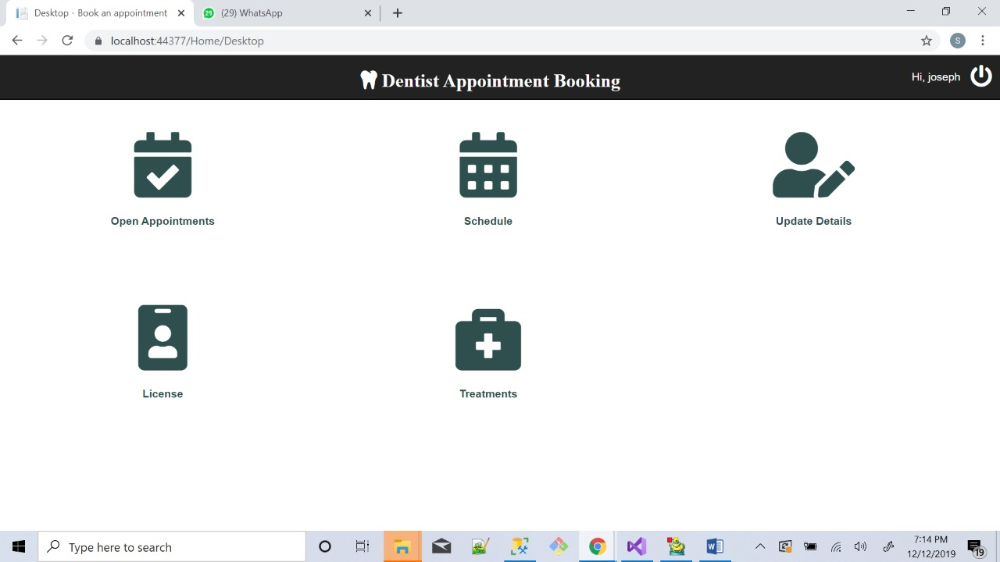 Desktop - Book an appointment
29
(29) WhatsApp
localhost:44377/Home/Desktop
S
Dentist Appointment Booking
Hi, joseph
Open Appointments
Schedule
Update Details
License
Treatments
Type here to search
W
7:14 PM
12/12/2019
19